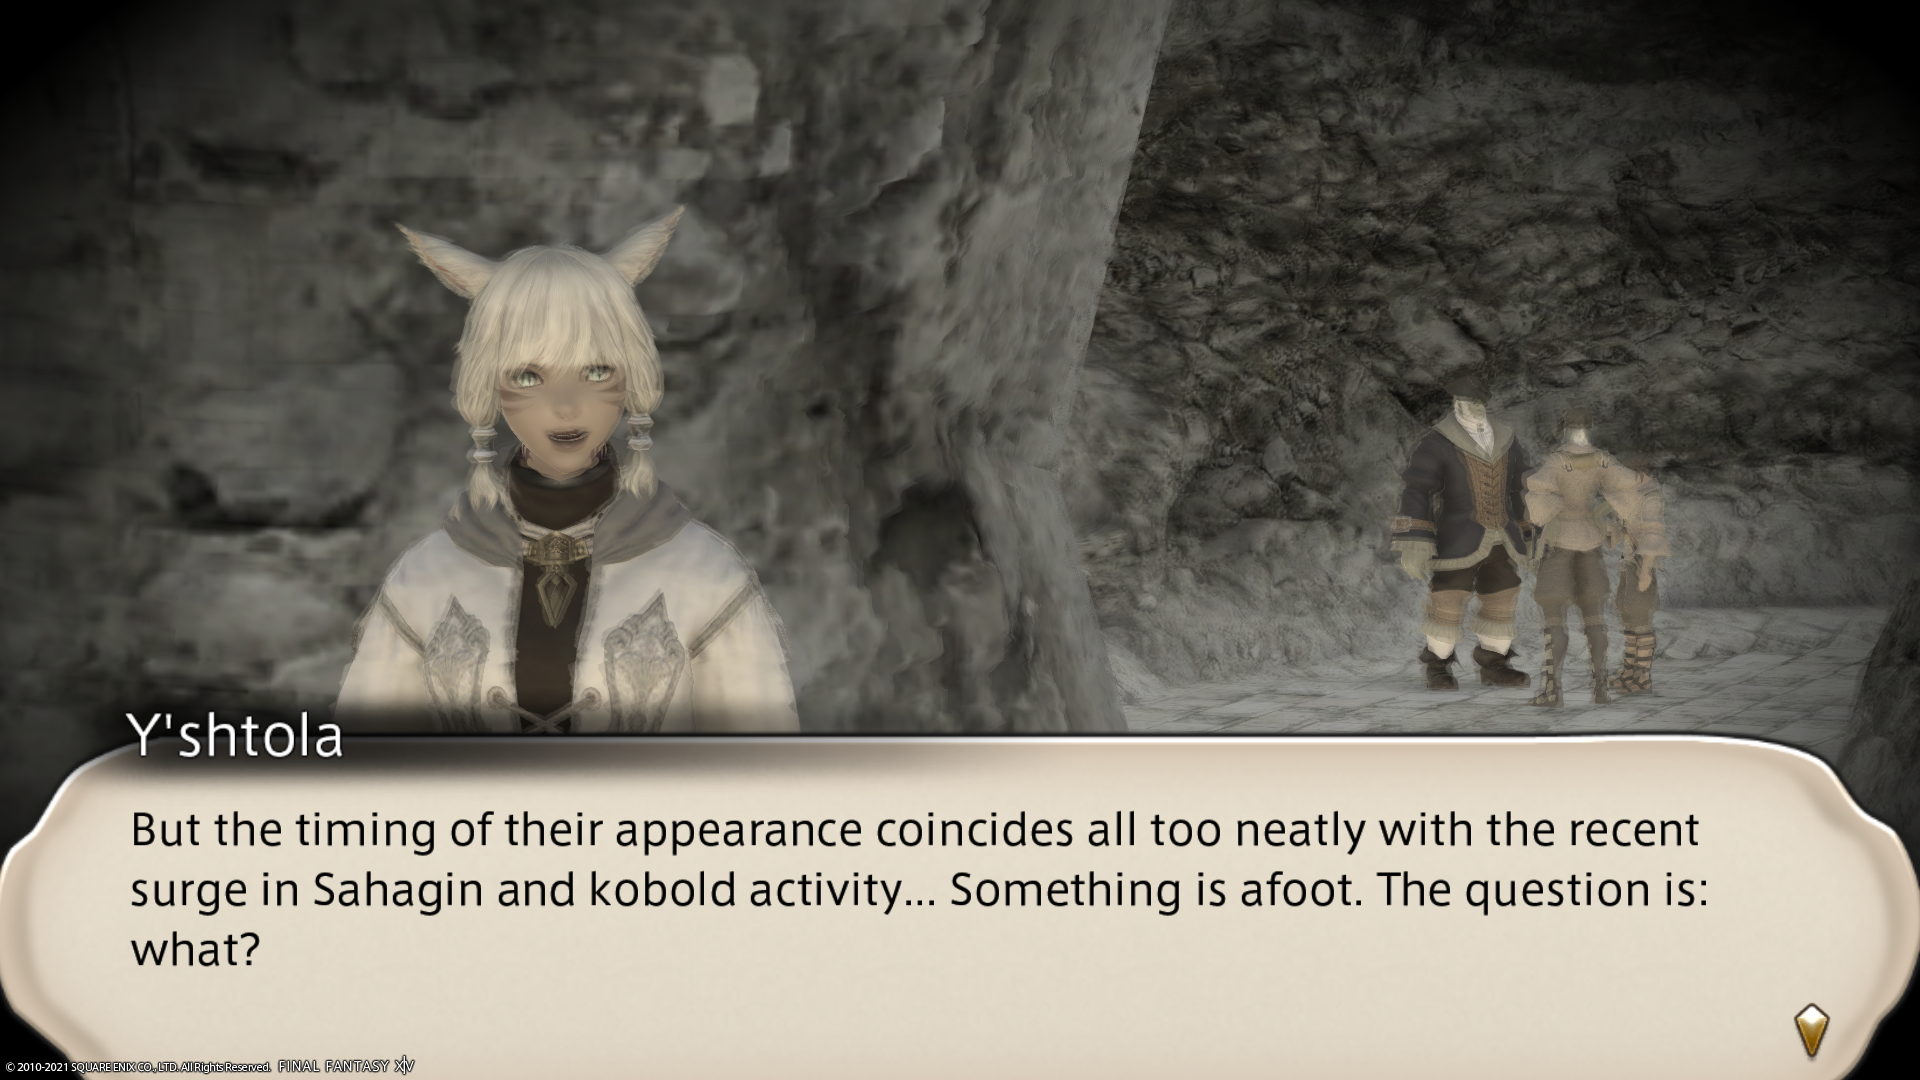 Y'shtola
But the timing of their appearance coincides all too neatly with the recent
surge in Sahagin and kobold activity... Something is afoot. The question is:
what?
© 2010-2021 SQUARE ENIX CO., LTD. All Rights Reserved. FINAL FANTASY XIV